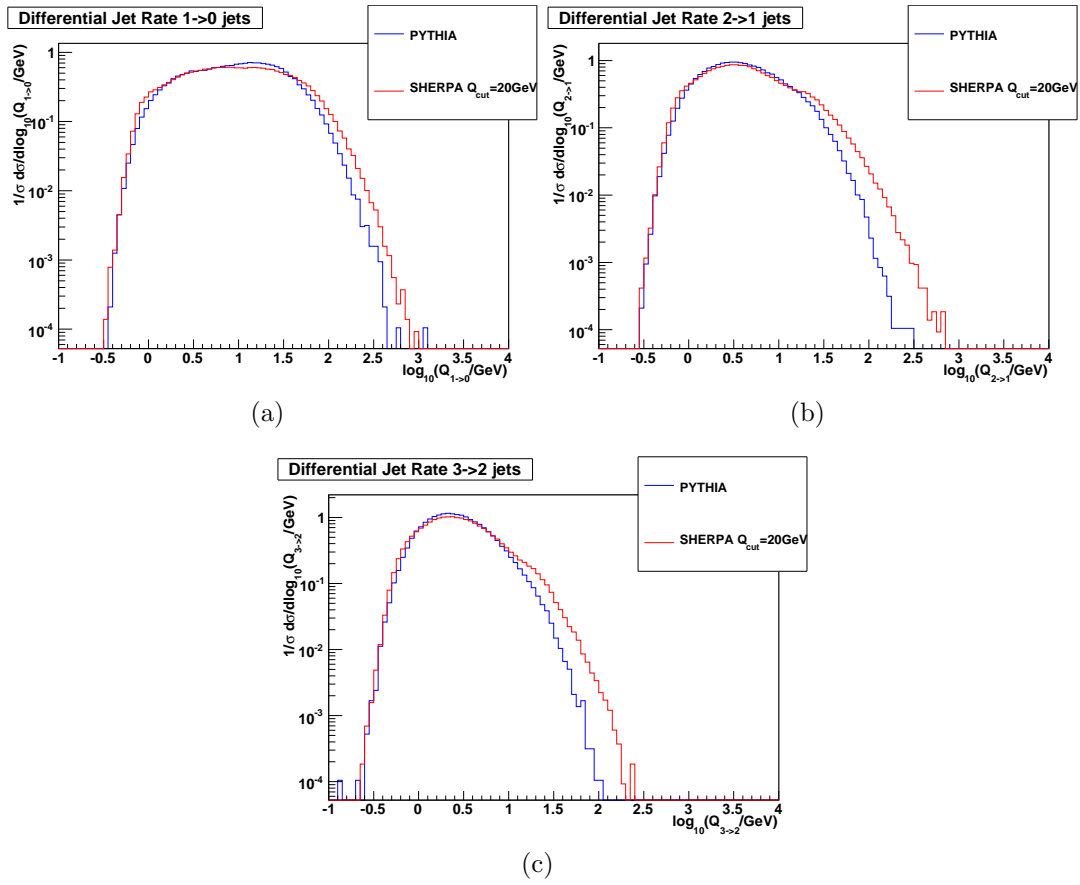 Differential Jet Rate 1->0 jets
PYTHIA
SHERPA Q_cut=20GeV
1/σ dσ/dlog10(Q1->0/GeV)
1
10^-1
10^-2
10^-3
10^-4
-1 -0.5 0 0.5 1 1.5 2 2.5 3 3.5 4
log10(Q1->0/GeV)
(a)
Differential Jet Rate 2->1 jets
PYTHIA
SHERPA Q_cut=20GeV
1/σ dσ/dlog10(Q2->1/GeV)
1
10^-1
10^-2
10^-3
10^-4
-1 -0.5 0 0.5 1 1.5 2 2.5 3 3.5 4
log10(Q2->1/GeV)
(b)
Differential Jet Rate 3->2 jets
PYTHIA
SHERPA Q_cut=20GeV
1/σ dσ/dlog10(Q3->2/GeV)
1
10^-1
10^-2
10^-3
10^-4
-1 -0.5 0 0.5 1 1.5 2 2.5 3 3.5 4
log10(Q3->2/GeV)
(c)